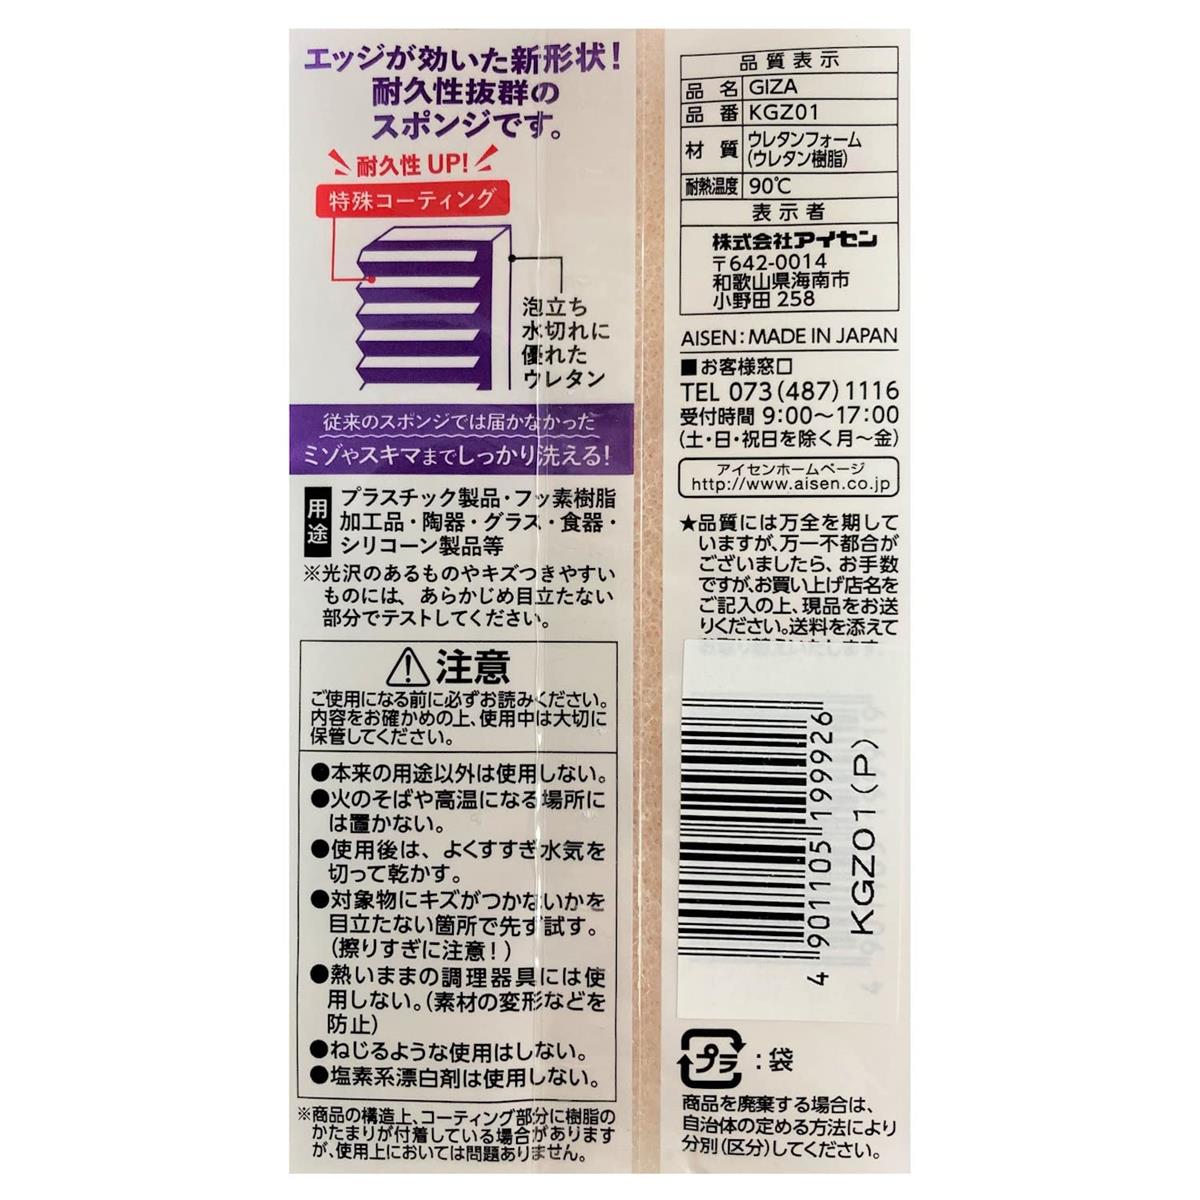 エッジが効いた新形状！
耐久性抜群の
スポンジです。
耐久性 UP!
特殊コーティング
泡立ち
水切れに
優れた
ウレタン
従来のスポンジでは届かなかった
ミゾやスキマまでしっかり洗える！
用途
プラスチック製品・フッ素樹脂
加工品・陶器・グラス・食器・
シリコーン製品等
※光沢のあるものやキズつきやすい
ものには、あらかじめ目立たない
部分でテストしてください。
注意
ご使用になる前に必ずお読みください。
内容をお確かめの上、使用中は大切に
保管してください。
●本来の用途以外は使用しない。
●火のそばや高温になる場所に
は置かない。
●使用後は、よくすすぎ水気を
切って乾かす。
●対象物にキズがつかないかを
目立たない箇所で先ず試す。
(擦りすぎに注意！)
●熱いままの調理器具には使
用しない。(素材の変形などを
防止)
●ねじるような使用はしない。
●塩素系漂白剤は使用しない。
※商品の構造上、コーティング部分に樹脂の
かたまりが付着している場合があります
が、使用上においては問題ありません。
品質表示
品名 GIZA
品番 KGZ01
材質 ウレタンフォーム
(ウレタン樹脂)
耐熱温度 90℃
表示者
株式会社アイセン
〒642-0014
和歌山県海南市
小野田 258
AISEN：MADE IN JAPAN
■お客様窓口
TEL 073(487)1116
受付時間 9:00～17:00
(土・日・祝日を除く月～金)
アイセンホームページ
http://www.aisen.co.jp
★品質には万全を期して
いますが、万一不都合が
ございましたら、お手数
ですが、お買い上げ店名を
ご記入の上、現品をお送
りください。送料を添えて
4 901105 199926
KGZ01(P)
プラ：袋
商品を廃棄する場合は、
自治体の定める方法により
分別(区分)してください。